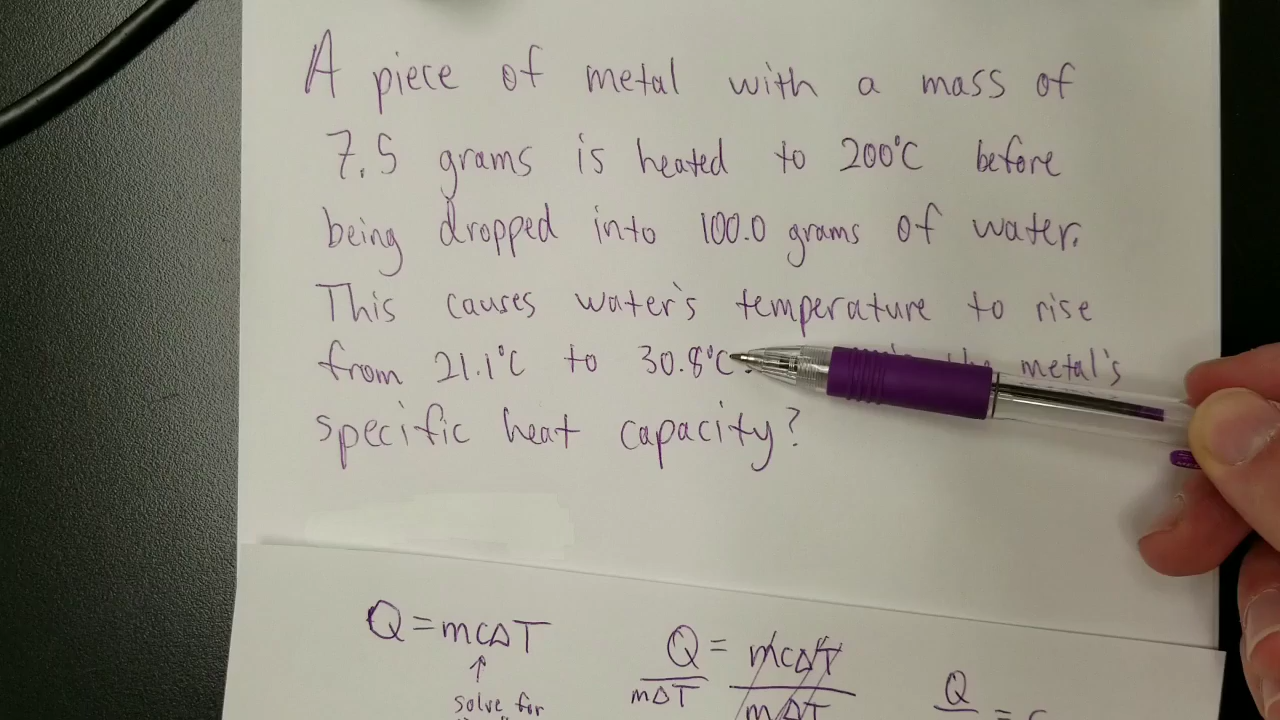 A piece of metal with a mass of
7.5 grams is heated to 200°C before
being dropped into 100.0 grams of water.
This causes water's temperature to rise
from 21.1°C to 30.8°C. the metal's
specific heat capacity?
Q = mcΔT
↑
solve for
Q = mcΔT
mΔT mΔT
Q
= c